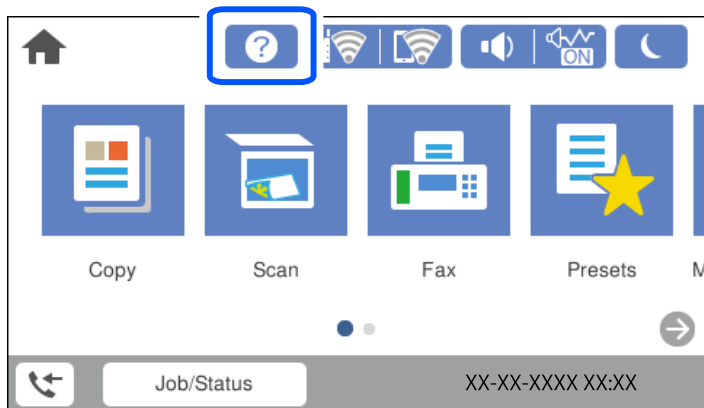 ?
ON
Copy
Scan
Fax
Presets
M
Job/Status
XX-XX-XXXX XX:XX